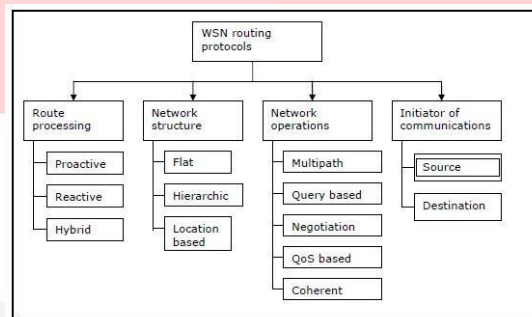 WSN routing
protocols
Route
processing
Proactive
Reactive
Hybrid
Network
structure
Flat
Hierarchic
Location
based
Network
operations
Multipath
Query based
Negotiation
QoS based
Coherent
Initiator of
communications
Source
Destination